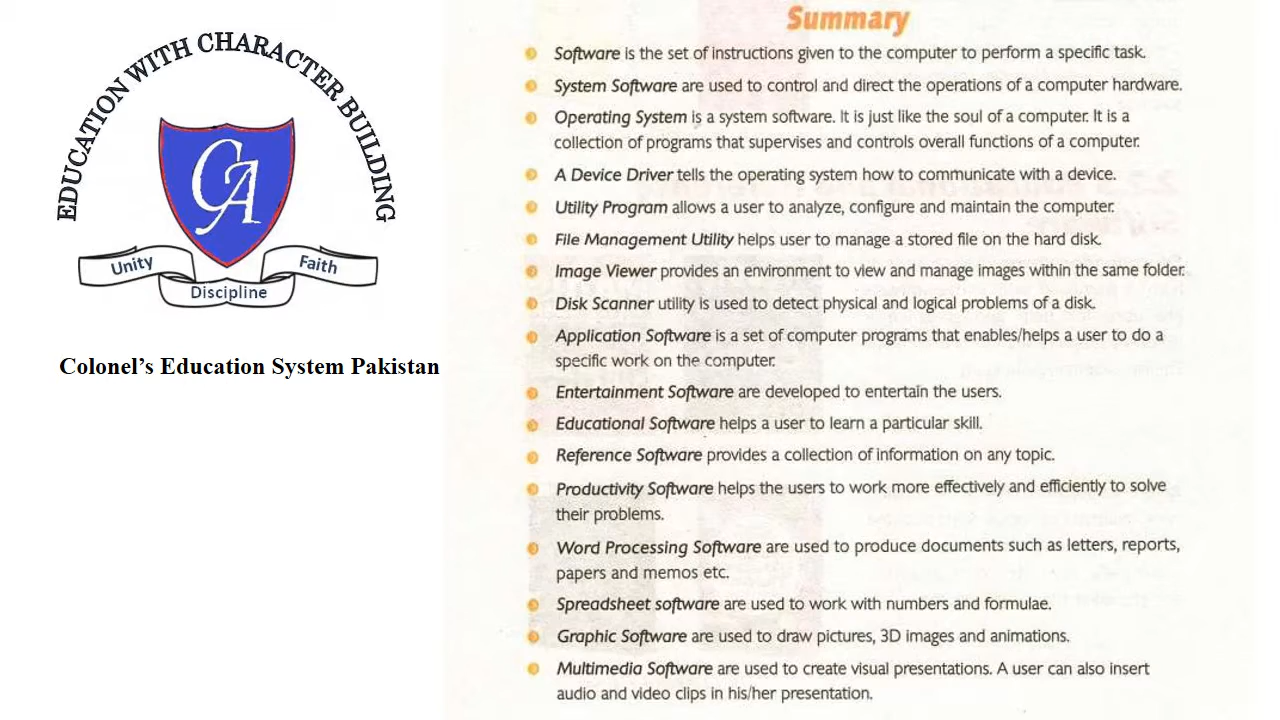 EDUCATION WITH CHARACTER BUILDING
CA
Unity
Faith
Discipline
Colonel's Education System Pakistan
Summary
Software is the set of instructions given to the computer to perform a specific task.
System Software are used to control and direct the operations of a computer hardware.
Operating System is a system software. It is just like the soul of a computer. It is a
collection of programs that supervises and controls overall functions of a computer.
A Device Driver tells the operating system how to communicate with a device.
Utility Program allows a user to analyze, configure and maintain the computer.
File Management Utility helps user to manage a stored file on the hard disk.
Image Viewer provides an environment to view and manage images within the same folder.
Disk Scanner utility is used to detect physical and logical problems of a disk.
Application Software is a set of computer programs that enables/helps a user to do a
specific work on the computer.
Entertainment Software are developed to entertain the users.
Educational Software helps a user to learn a particular skill.
Reference Software provides a collection of information on any topic.
Productivity Software helps the users to work more effectively and efficiently to solve
their problems.
Word Processing Software are used to produce documents such as letters, reports,
papers and memos etc.
Spreadsheet software are used to work with numbers and formulae.
Graphic Software are used to draw pictures, 3D images and animations.
Multimedia Software are used to create visual presentations. A user can also insert
audio and video clips in his/her presentation.